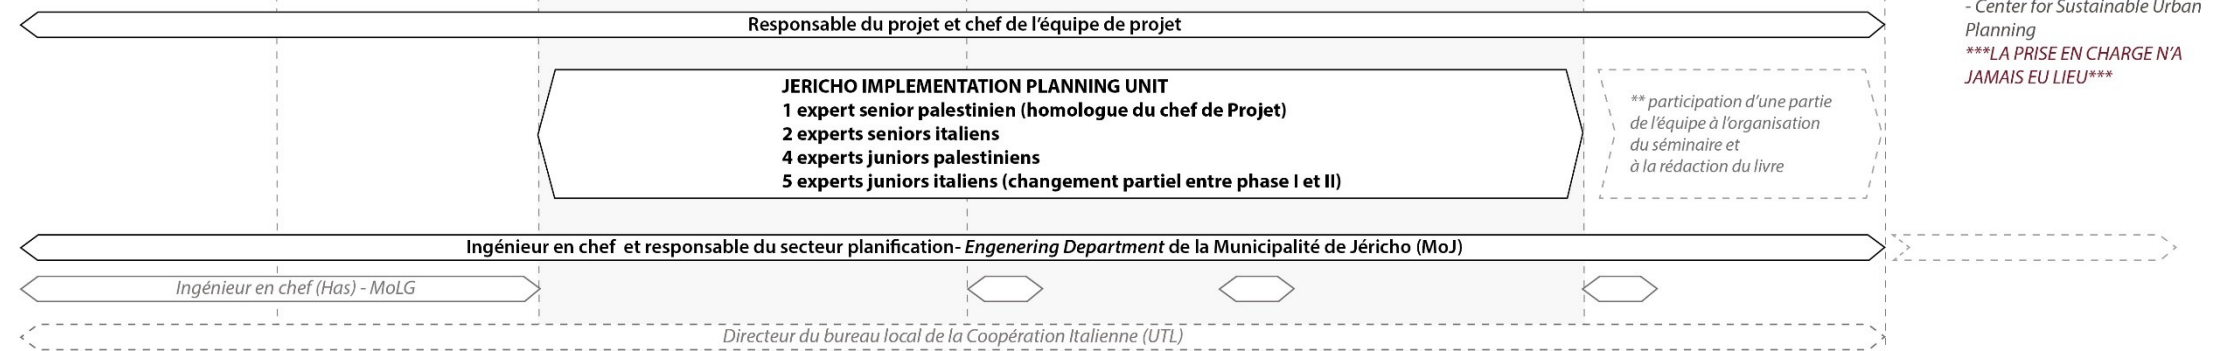 - Center for Sustainable Urban
Planning
***LA PRISE EN CHARGE N'A
JAMAIS EU LIEU***
Responsable du projet et chef de l'équipe de projet
JERICHO IMPLEMENTATION PLANNING UNIT
1 expert senior palestinien (homologue du chef de Projet)
2 experts seniors italiens
4 experts juniors palestiniens
5 experts juniors italiens (changement partiel entre phase I et II)
** participation d'une partie
de l'équipe à l'organisation
du séminaire et
à la rédaction du livre
Ingénieur en chef et responsable du secteur planification- Engenering Department de la Municipalité de Jéricho (MoJ)
Ingénieur en chef (Has) - MoLG
Directeur du bureau local de la Coopération Italienne (UTL)